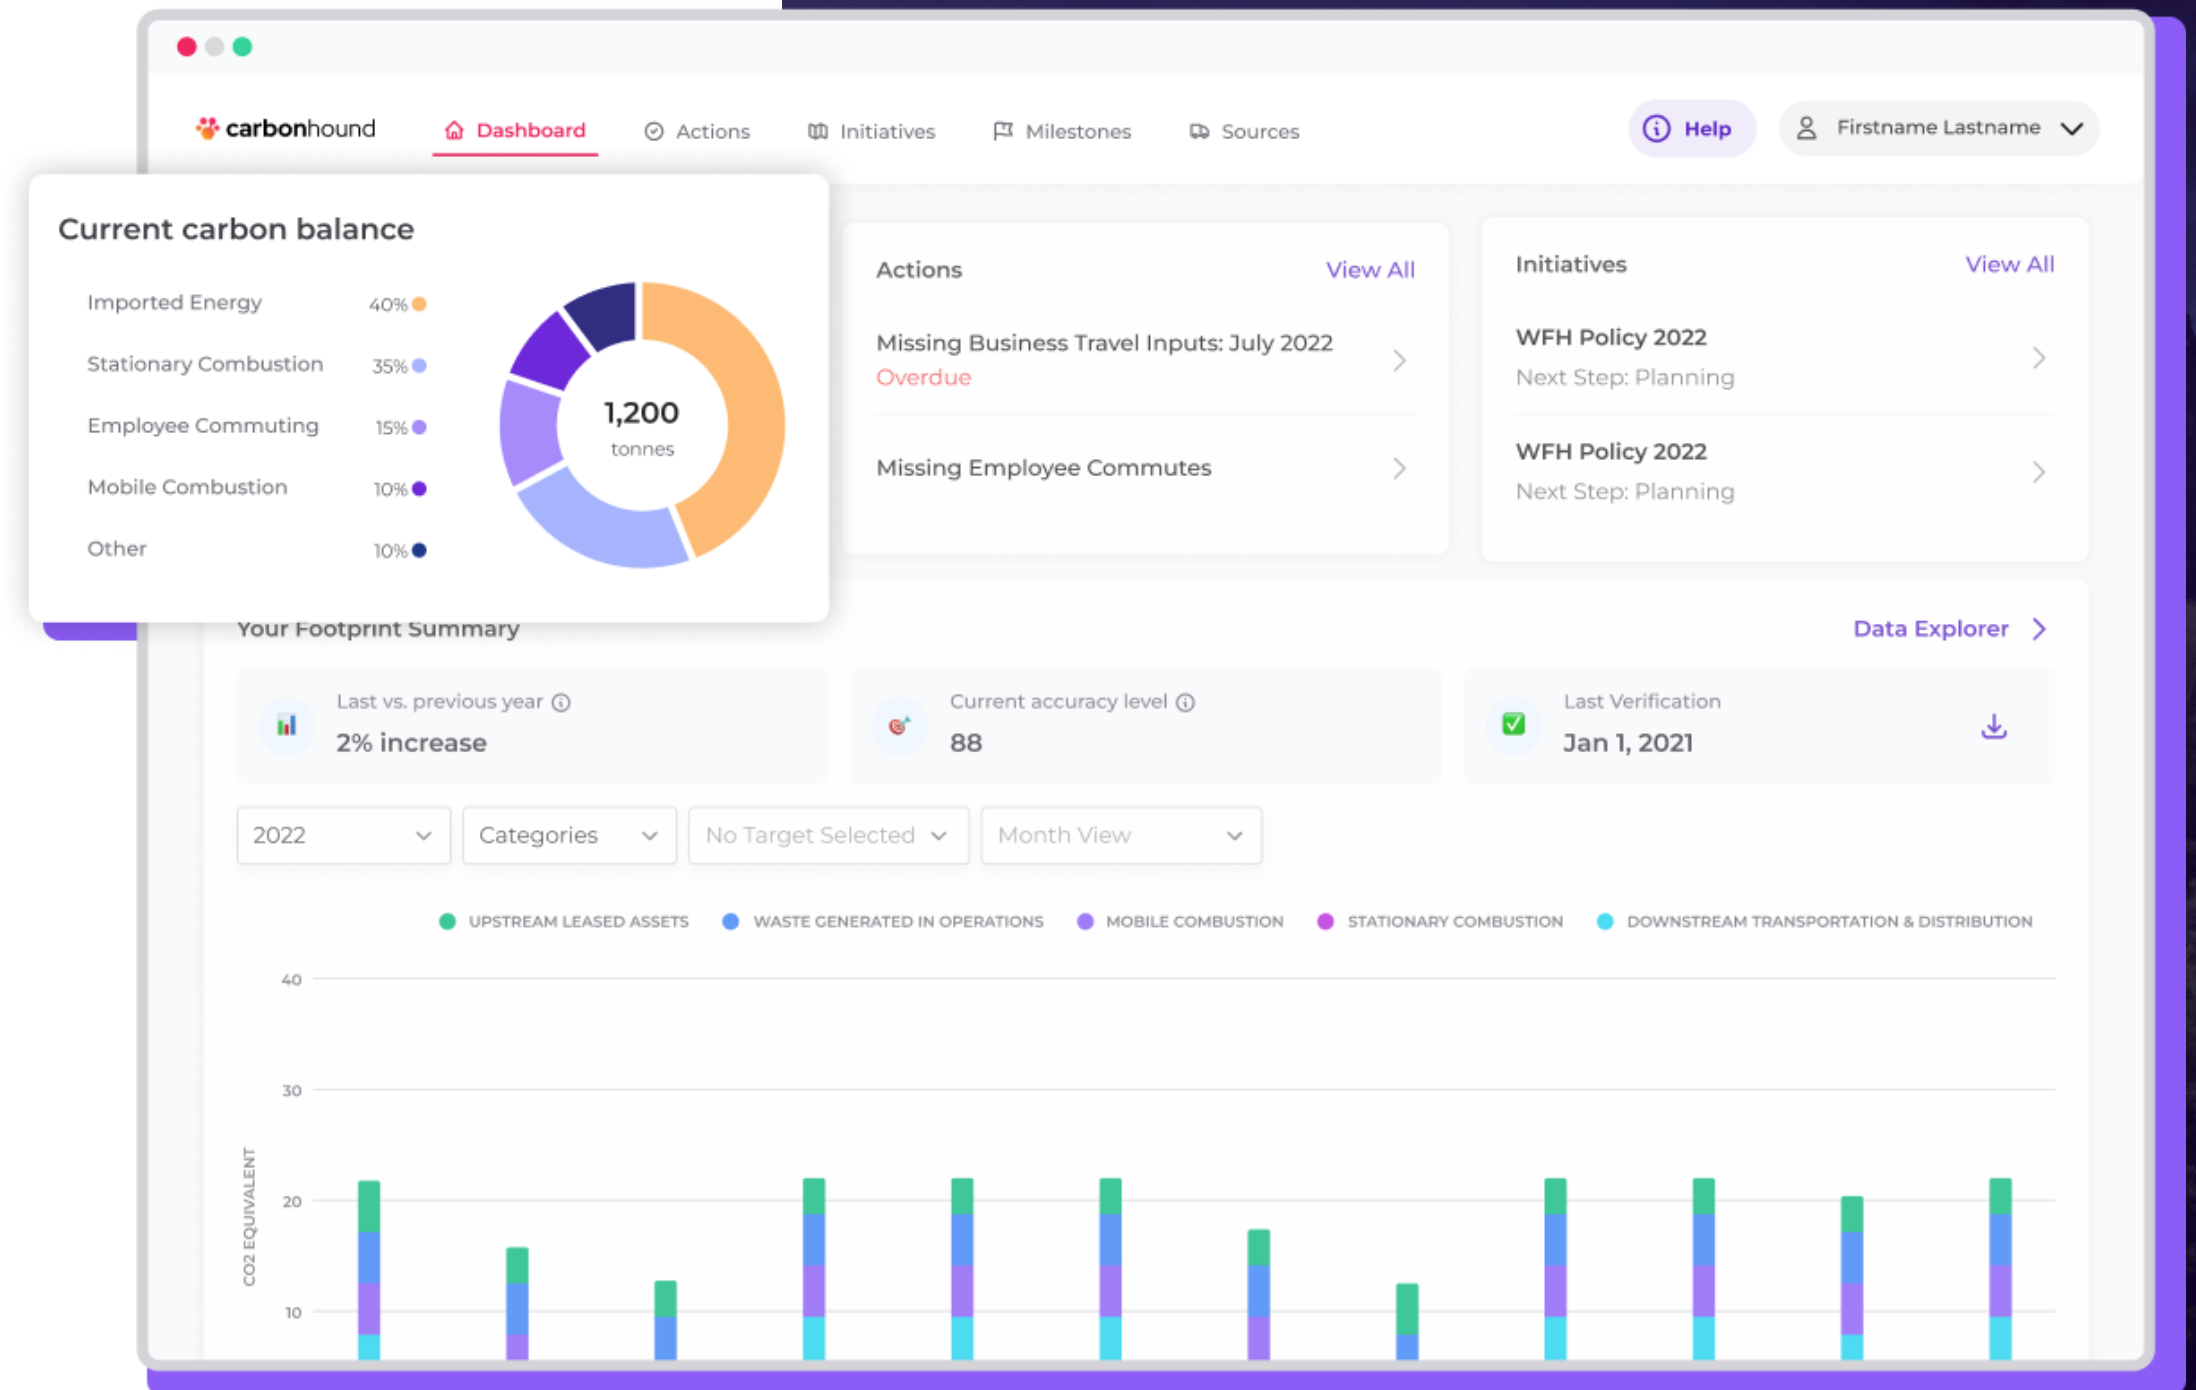 carbonhound
Dashboard
Actions
Initiatives
Milestones
Sources
Help
Firstname Lastname
Current carbon balance
Imported Energy 40%
Stationary Combustion 35%
Employee Commuting 15%
Mobile Combustion 10%
Other 10%
1,200
tonnes
Actions
View All
Missing Business Travel Inputs: July 2022
Overdue
Missing Employee Commutes
Initiatives
View All
WFH Policy 2022
Next Step: Planning
WFH Policy 2022
Next Step: Planning
Your Footprint Summary
Data Explorer
Last vs. previous year
2% increase
Current accuracy level
88
Last Verification
Jan 1, 2021
2022
Categories
No Target Selected
Month View
UPSTREAM LEASED ASSETS
WASTE GENERATED IN OPERATIONS
MOBILE COMBUSTION
STATIONARY COMBUSTION
DOWNSTREAM TRANSPORTATION & DISTRIBUTION
CO2 EQUIVALENT
40
30
20
10